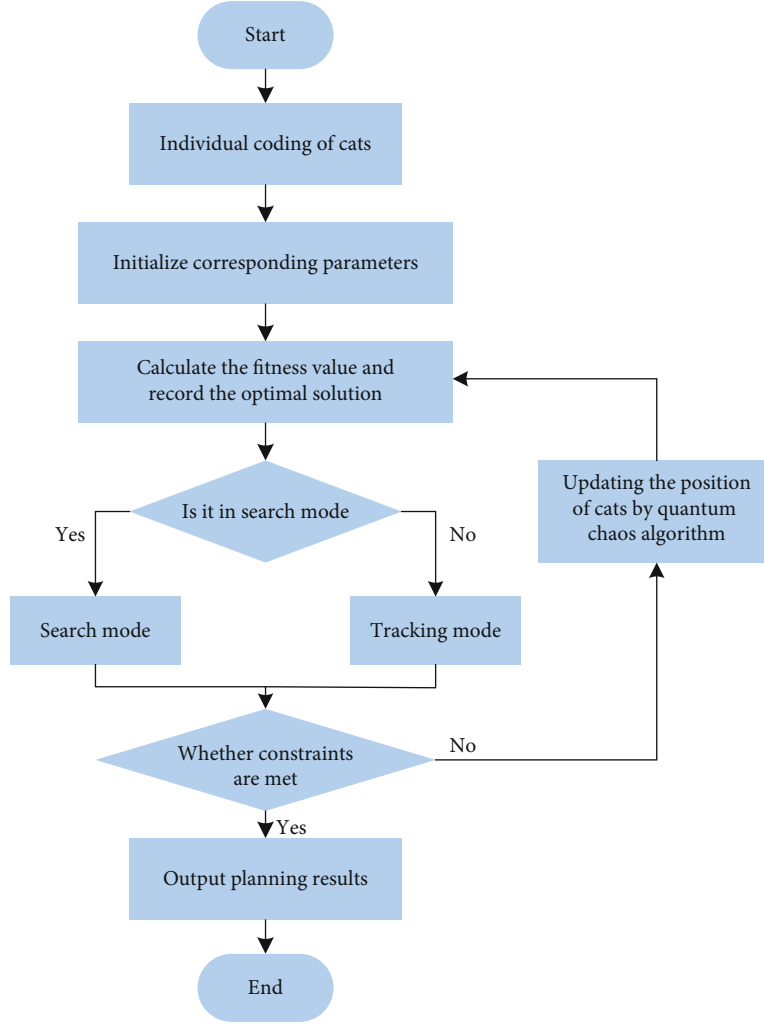 Start
Individual coding of cats
Initialize corresponding parameters
Calculate the fitness value and
record the optimal solution
Is it in search mode
Yes
No
Updating the position
of cats by quantum
chaos algorithm
Search mode
Tracking mode
Whether constraints
are met
No
Yes
Output planning results
End